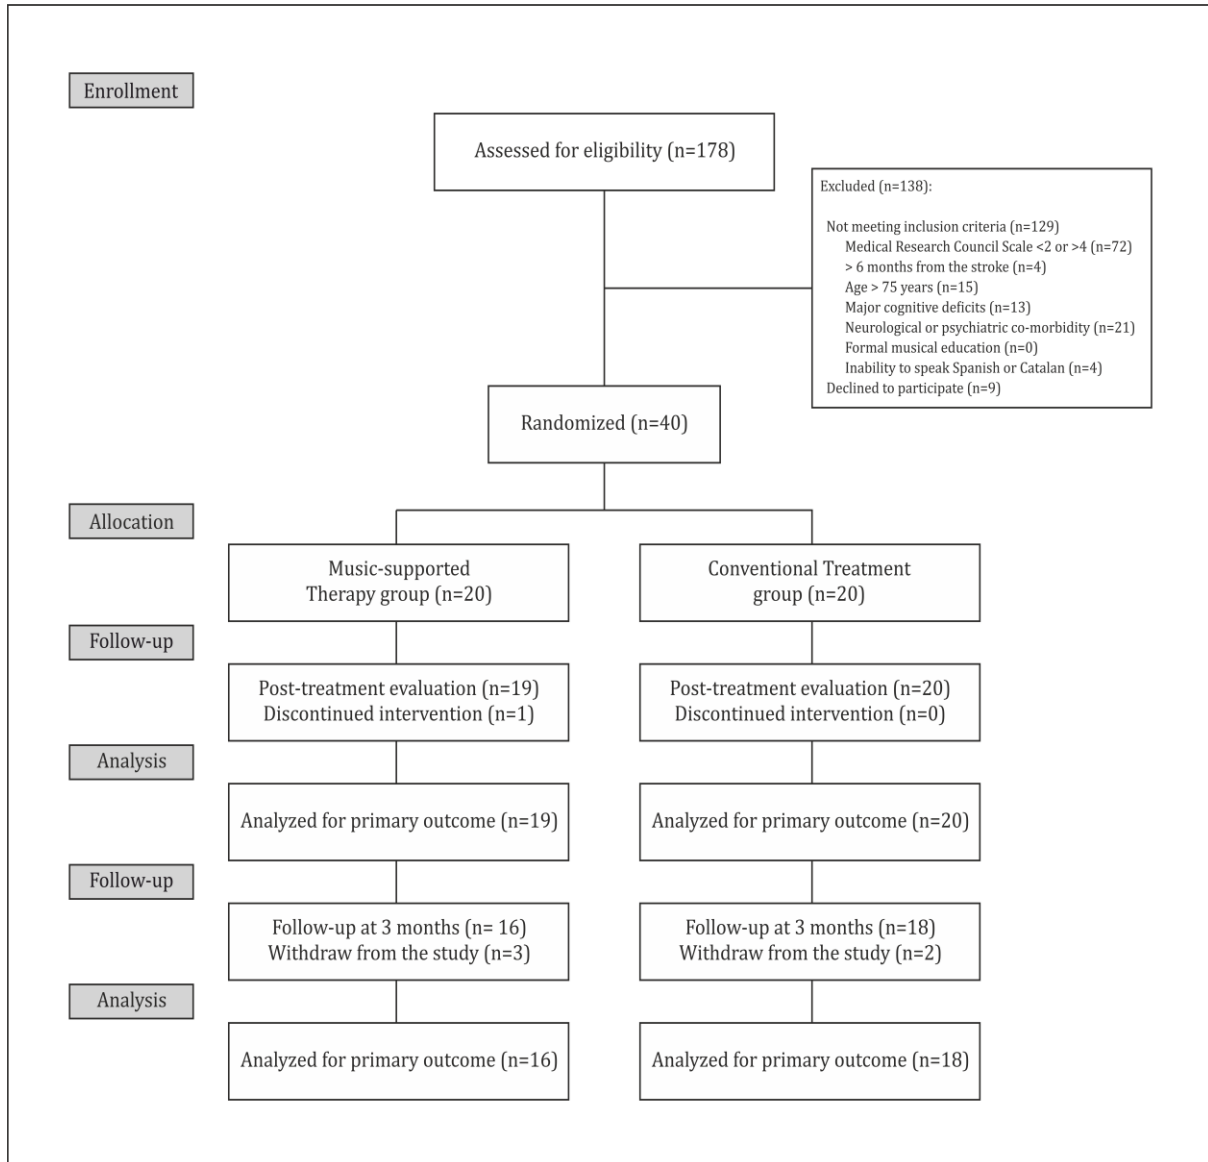 Enrollment
Assessed for eligibility (n=178)
Excluded (n=138):
Not meeting inclusion criteria (n=129)
Medical Research Council Scale <2 or >4 (n=72)
> 6 months from the stroke (n=4)
Age > 75 years (n=15)
Major cognitive deficits (n=13)
Neurological or psychiatric co-morbidity (n=21)
Formal musical education (n=0)
Inability to speak Spanish or Catalan (n=4)
Declined to participate (n=9)
Randomized (n=40)
Allocation
Music-supported
Therapy group (n=20)
Conventional Treatment
group (n=20)
Follow-up
Post-treatment evaluation (n=19)
Discontinued intervention (n=1)
Post-treatment evaluation (n=20)
Discontinued intervention (n=0)
Analysis
Analyzed for primary outcome (n=19)
Analyzed for primary outcome (n=20)
Follow-up
Follow-up at 3 months (n= 16)
Withdraw from the study (n=3)
Follow-up at 3 months (n=18)
Withdraw from the study (n=2)
Analysis
Analyzed for primary outcome (n=16)
Analyzed for primary outcome (n=18)